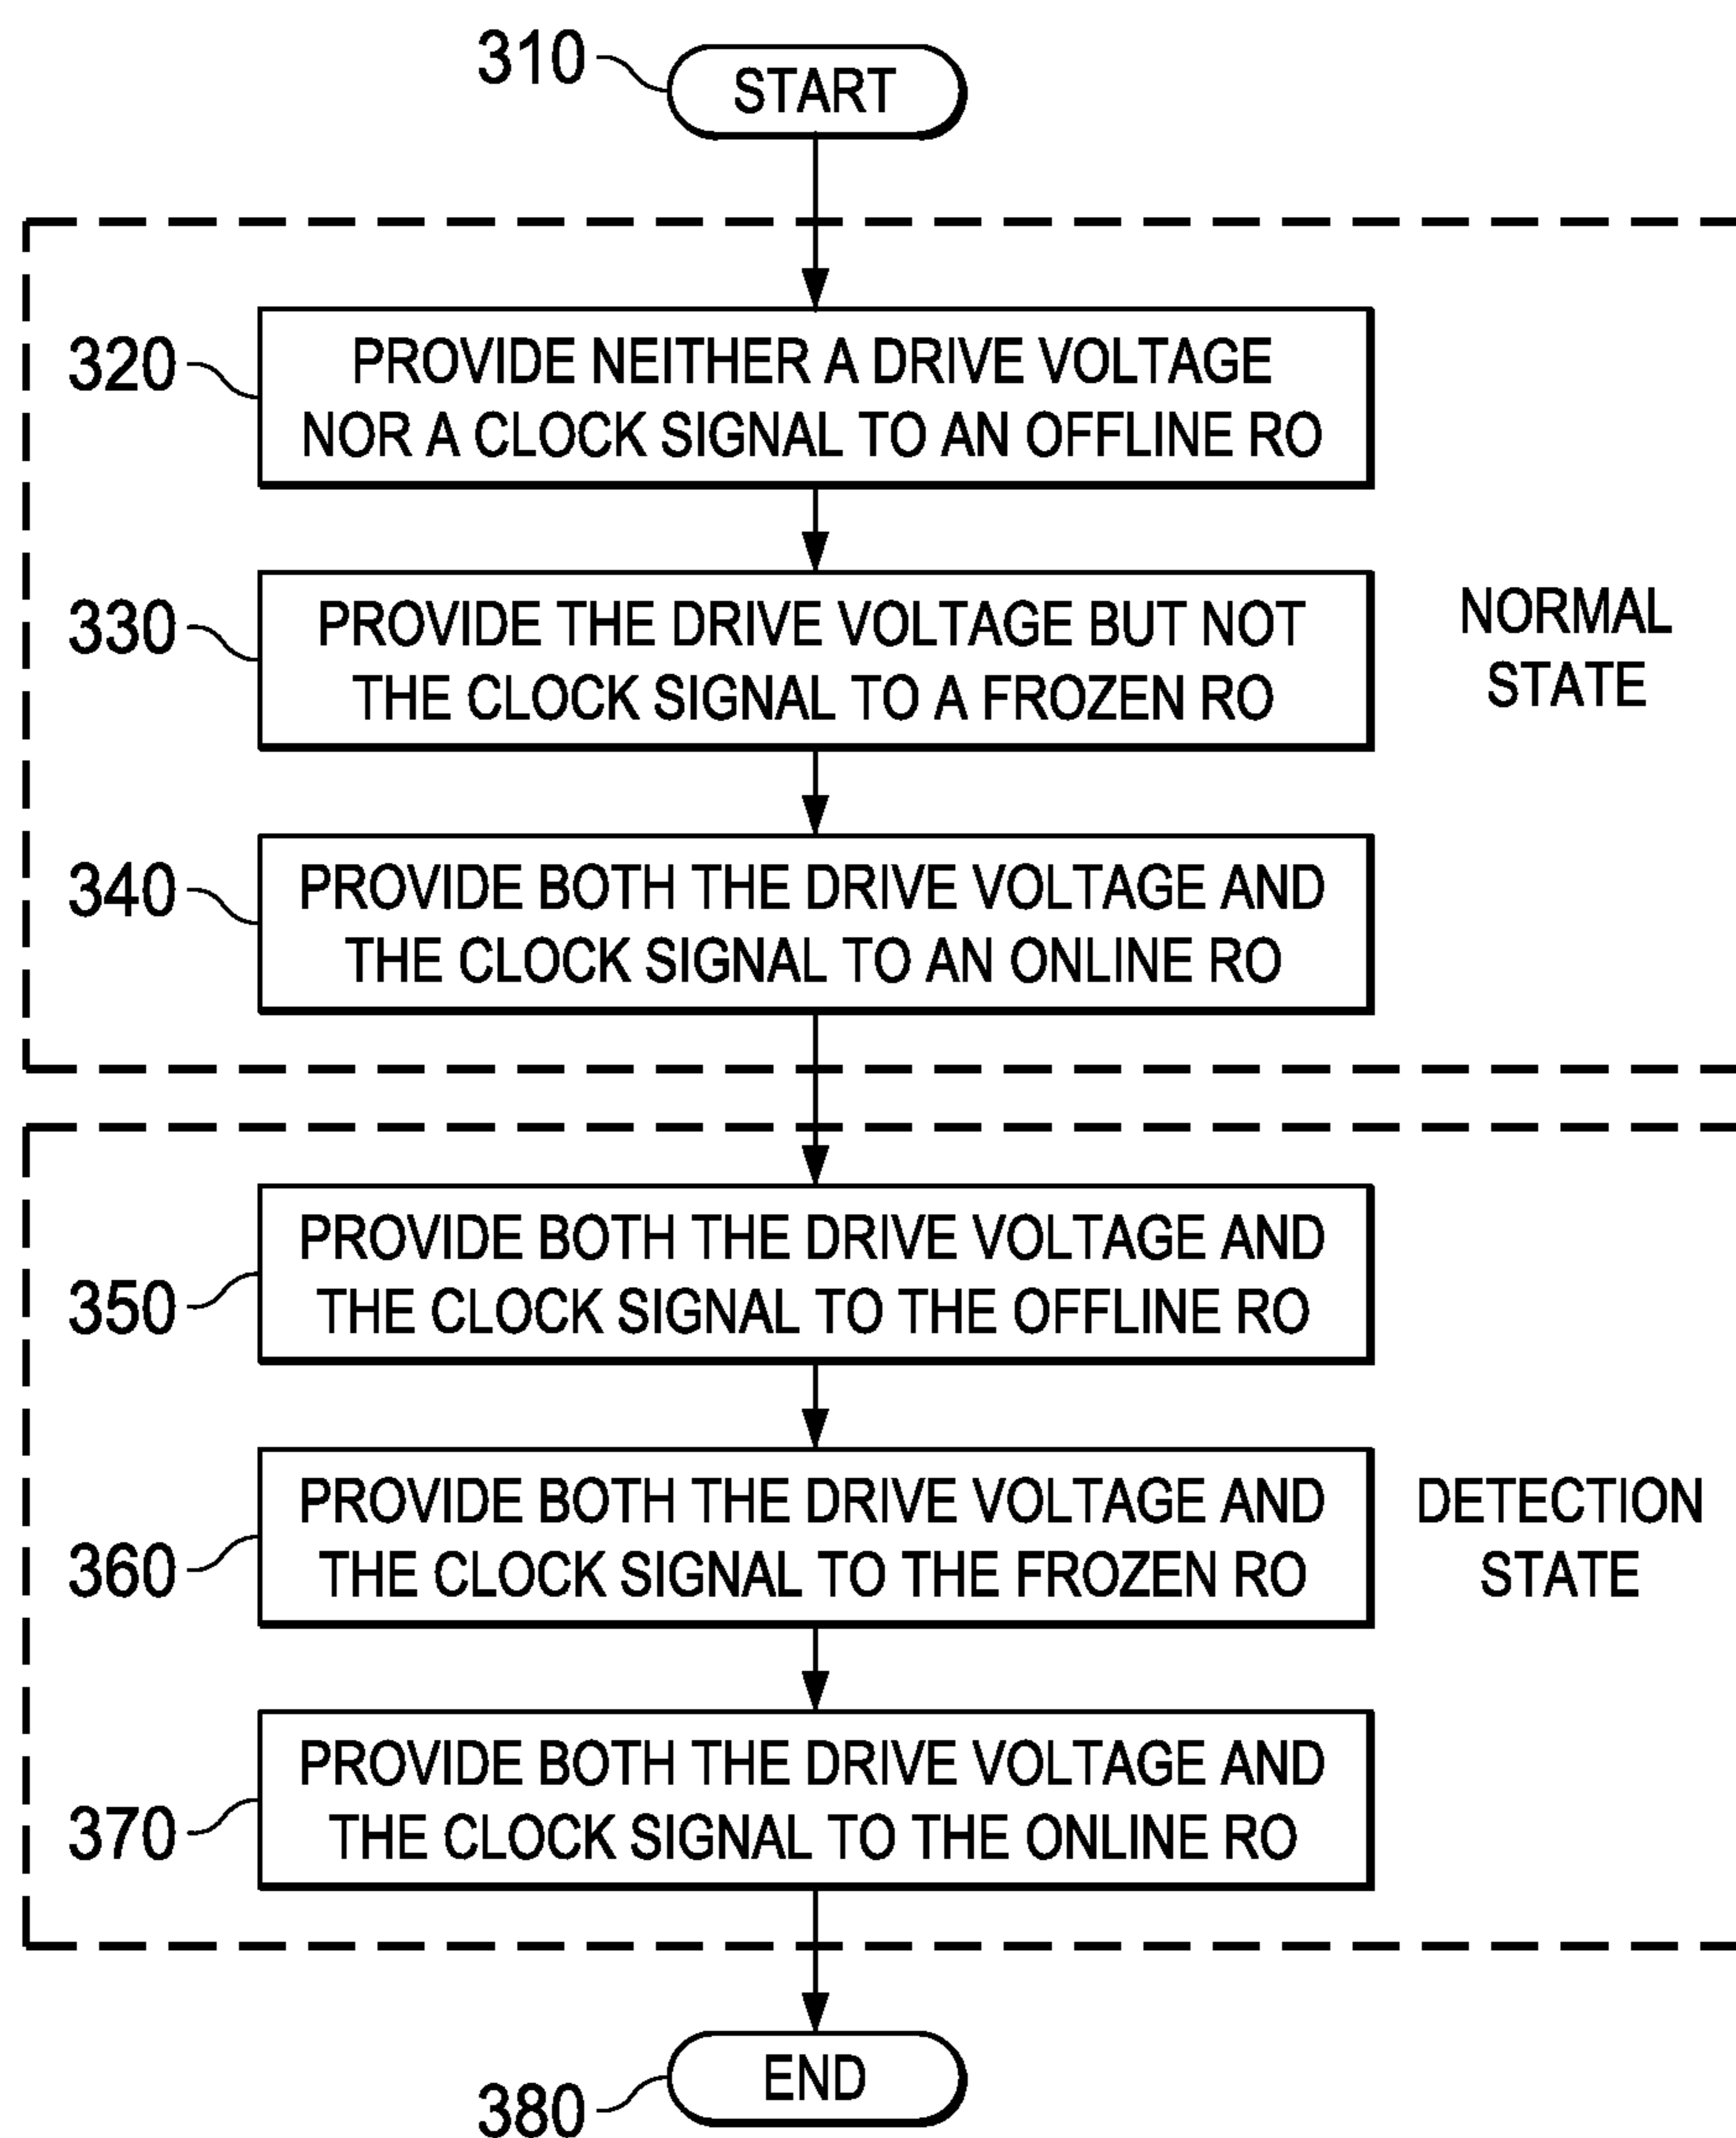 310
START
320
PROVIDE NEITHER A DRIVE VOLTAGE
NOR A CLOCK SIGNAL TO AN OFFLINE RO
330
PROVIDE THE DRIVE VOLTAGE BUT NOT
THE CLOCK SIGNAL TO A FROZEN RO
NORMAL
STATE
340
PROVIDE BOTH THE DRIVE VOLTAGE AND
THE CLOCK SIGNAL TO AN ONLINE RO
350
PROVIDE BOTH THE DRIVE VOLTAGE AND
THE CLOCK SIGNAL TO THE OFFLINE RO
360
PROVIDE BOTH THE DRIVE VOLTAGE AND
THE CLOCK SIGNAL TO THE FROZEN RO
DETECTION
STATE
370
PROVIDE BOTH THE DRIVE VOLTAGE AND
THE CLOCK SIGNAL TO THE ONLINE RO
END
380